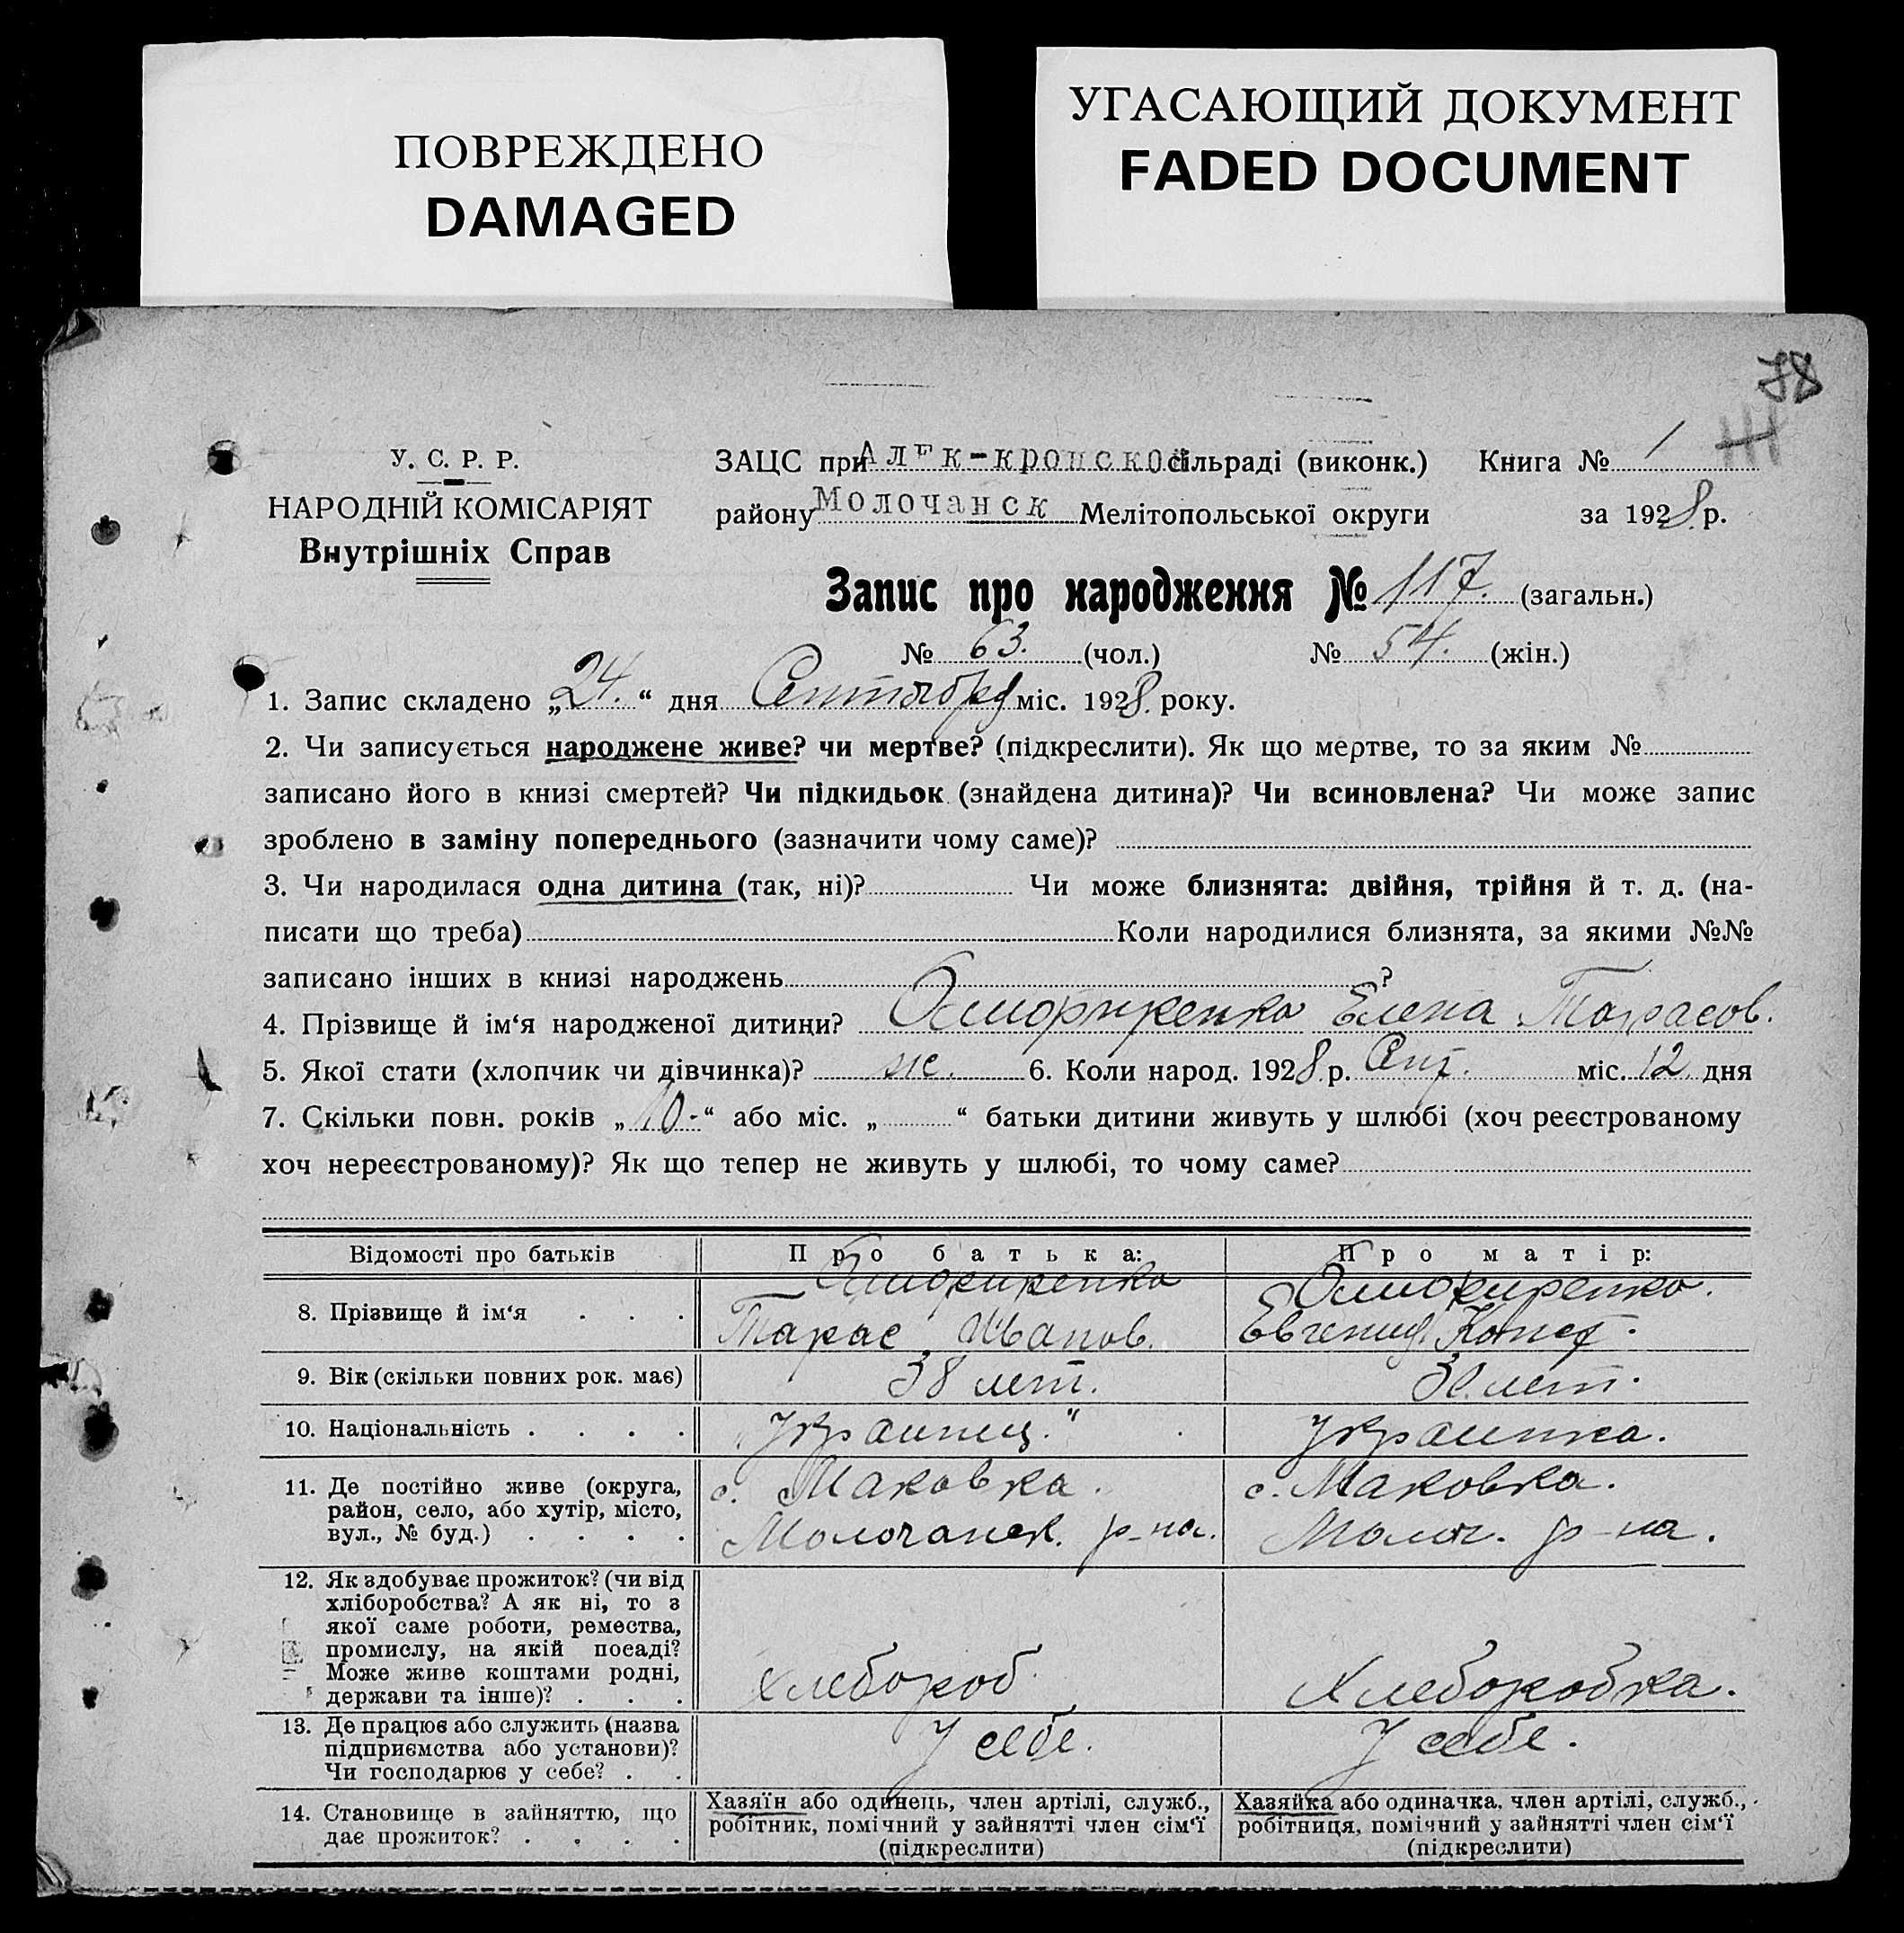 ПОВРЕЖДЕНО
DAMAGED
УГАСАЮЩИЙ ДОКУМЕНТ
FADED DOCUMENT
78
У. С. Р. Р.
НАРОДНІЙ КОМІСАРІЯТ
Внутрішніх Справ
ЗАЦС при сільраді (виконк.) Книга № 1
району Молочанск Мелітопольської округи за 1928 р.
Запис про народження № 117. (загальн.)
№ 63. (чол.) № 54. (жін.)
1. Запис складено „24.“ дня Сентября міс. 1928. року.
2. Чи записується народжене живе? чи мертве? (підкреслити). Як що мертве, то за яким №
записано його в книзі смертей? Чи підкидьок (знайдена дитина)? Чи всиновлена? Чи може запис
зроблено в заміну попереднього (зазначити чому саме)?
3. Чи народилася одна дитина (так, ні)? Чи може близнята: двійня, трійня й т. д. (на-
писати що треба) Коли народилися близнята, за якими №№
записано інших в книзі народжень ?
4. Прізвище й ім‘я народженої дитини? Елена Тарасов.
5. Якої стати (хлопчик чи дівчинка)? ж. 6. Коли народ. 1928 р. Сент. міс. 12 дня
7. Скільки повн. років „10-“ або міс. „ “ батьки дитини живуть у шлюбі (хоч реєстрованому
хоч нереєстрованому)? Як що тепер не живуть у шлюбі, то чому саме?
Відомості про батьків Про батька: Про матір:
8. Прізвище й ім‘я . . .
Тарас Иванов. Евгения Конст.
9. Вік (скільки повних рок. має) 38 лет. 30 лет.
10. Національність . . . . Украинец." Украинка.
11. Де постійно живе (округа,
район, село, або хутір, місто,
вул., № буд.) . . . .
с. Маковка. с. Маковка.
Молочанск. р-на. Молоч. р-на.
12. Як здобуває прожиток? (чи від
хліборобства? А як ні, то з
якої саме роботи, ремества,
промислу, на якій посаді?
Може живе коштами родні,
держави та інше)? . . .
Хлебороб Хлеборобка.
13. Де працює або служить (назва
підприємства або установи)?
Чи господарює у себе? . .
У себе. У себе.
14. Становище в зайняттю, що
дає прожиток? . . . .
Хазяїн або одинець, член артілі, служб.,
робітник, помічний у зайнятті член сім‘ї
(підкреслити)
Хазяйка або одиначка, член артілі, служб.,
робітниця, помічний у зайнятті член сім‘ї
(підкреслити)